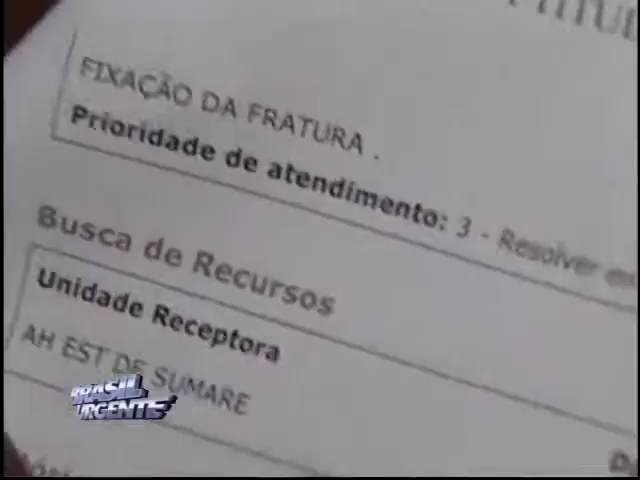 FIXAÇÃO DA FRATURA .
Prioridade de atendimento: 3 - Resolver em
Busca de Recursos
Unidade Receptora
AH EST DE SUMARE
BRASIL
URGENTE